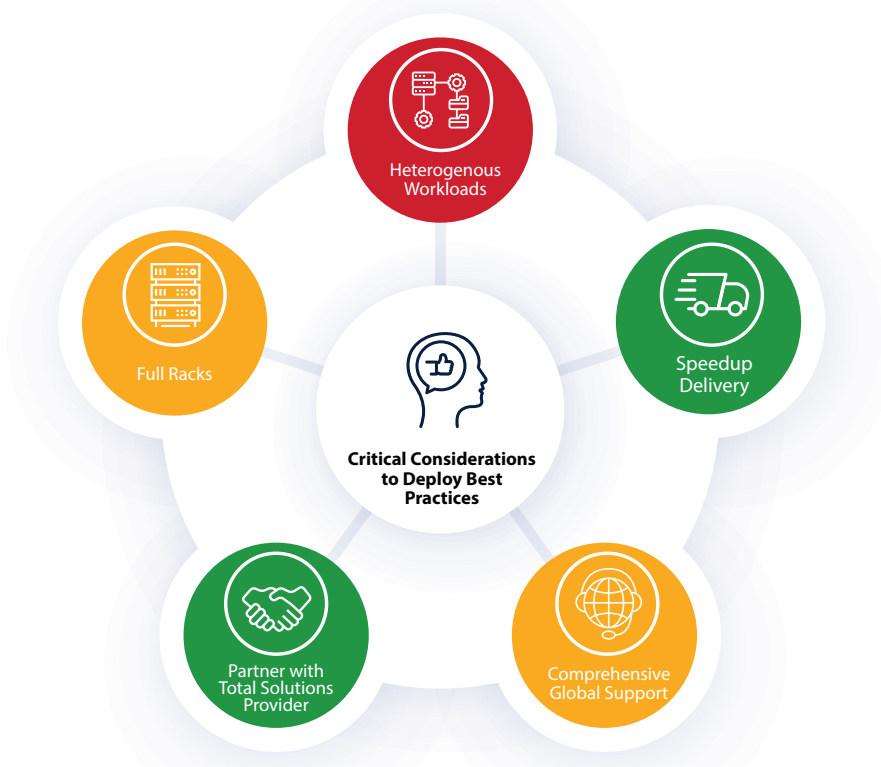 Heterogenous
Workloads
Full Racks
Speedup
Delivery
Critical Considerations
to Deploy Best
Practices
Partner with
Total Solutions
Provider
Comprehensive
Global Support